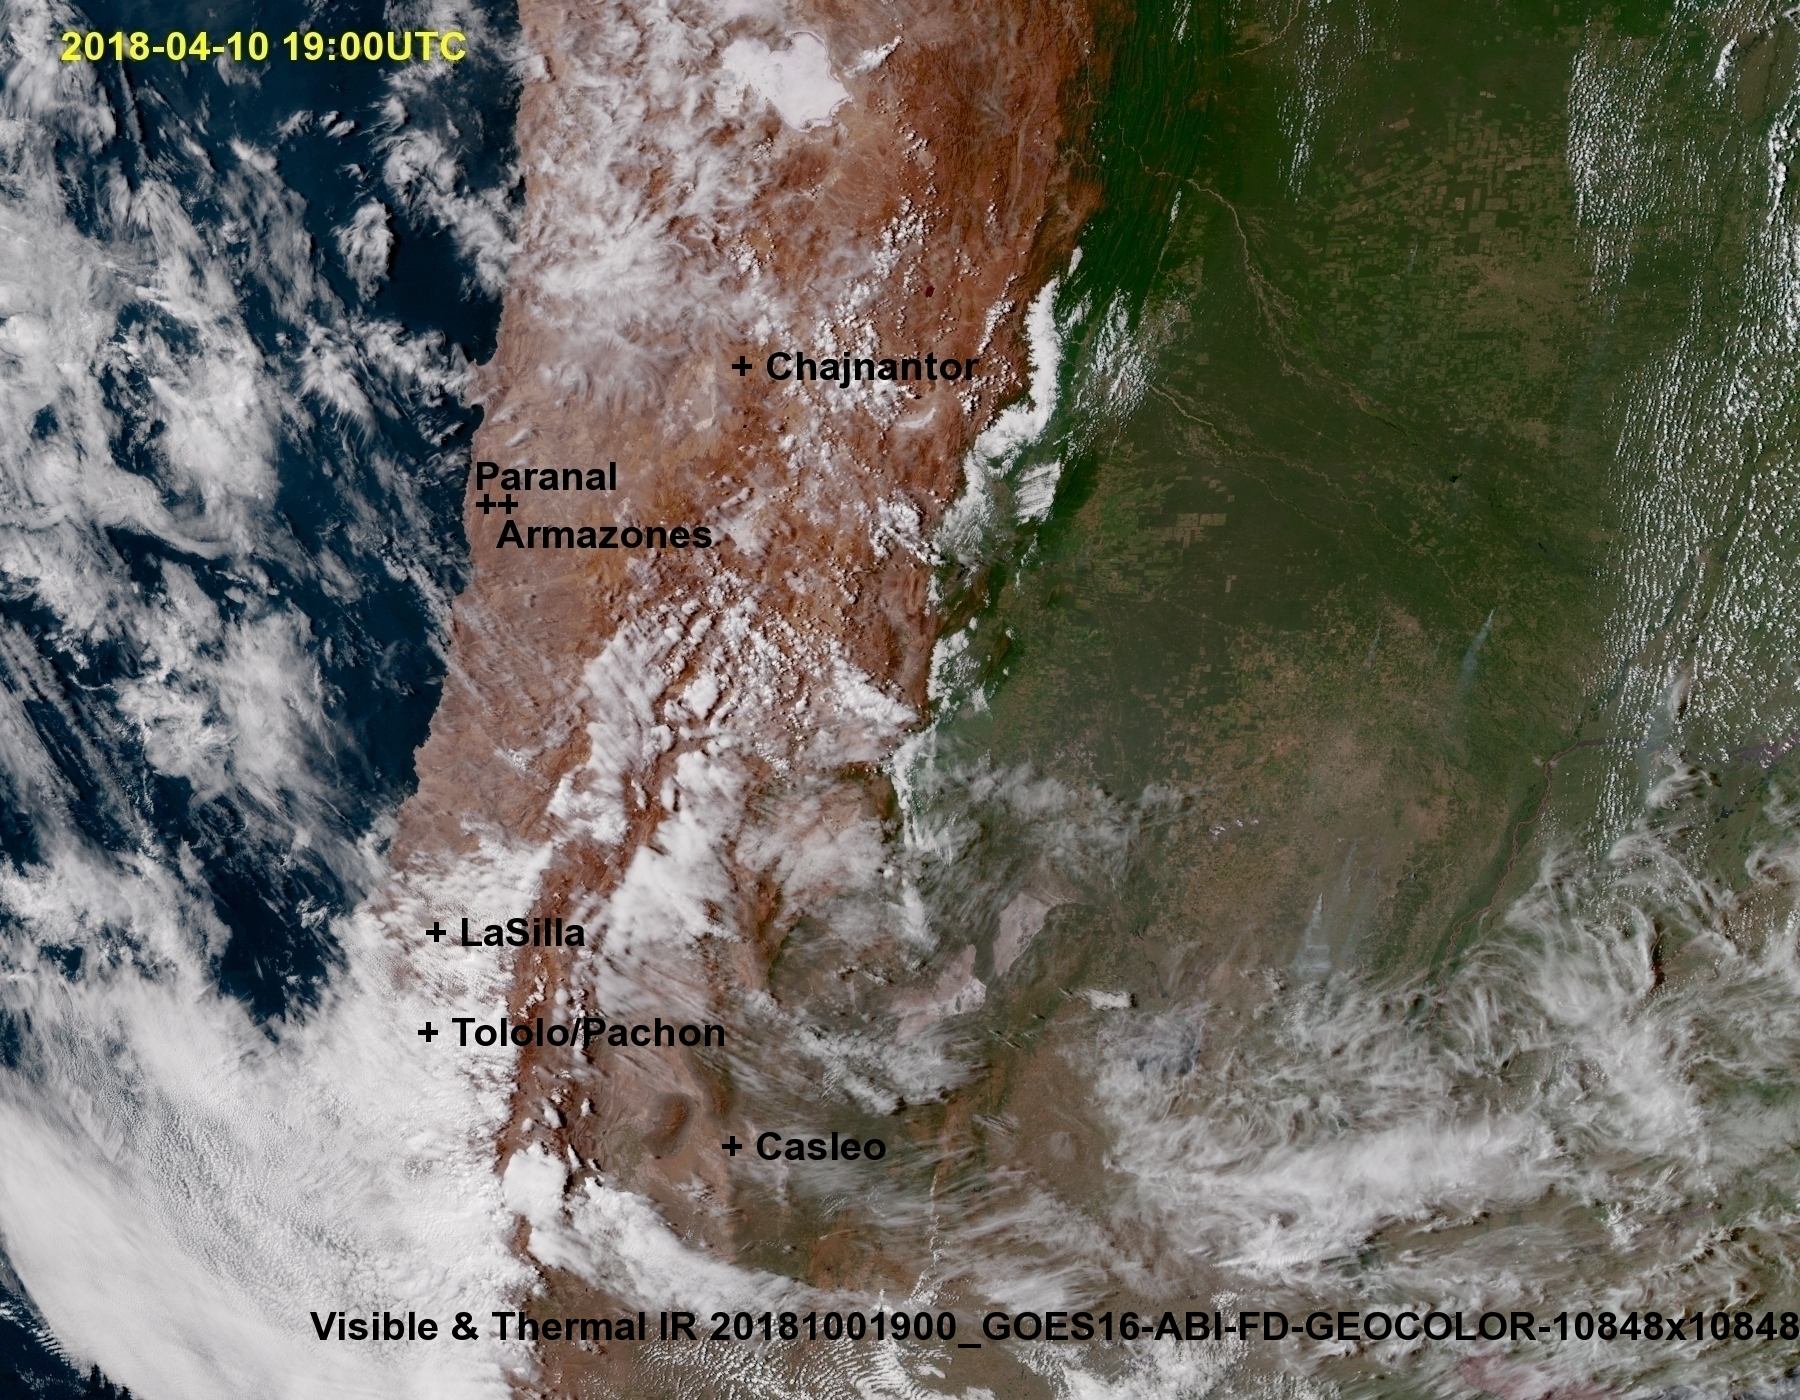 2018-04-10 19:00UTC
+ Chajnantor
Paranal
++
Armazones
+ LaSilla
+ Tololo/Pachon
+ Casleo
Visible & Thermal IR 20181001900_GOES16-ABI-FD-GEOCOLOR-10848x10848